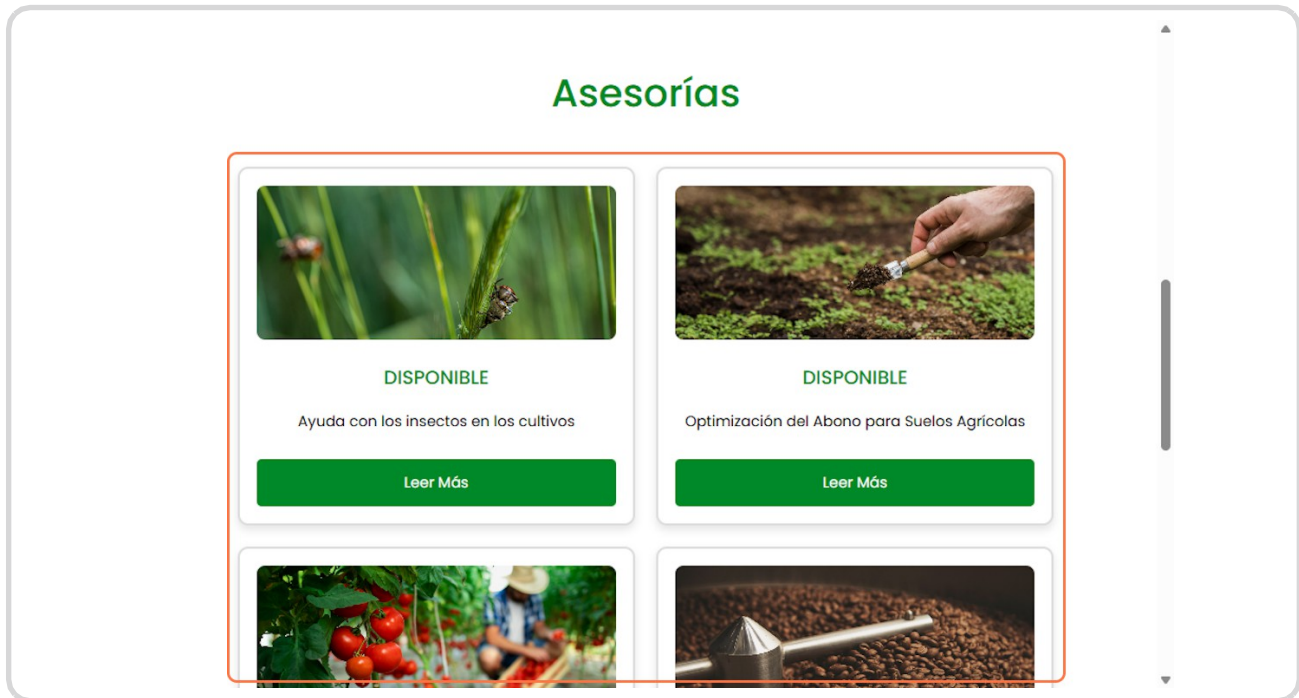 Asesorías
DISPONIBLE
Ayuda con los insectos en los cultivos
Leer Más
DISPONIBLE
Optimización del Abono para Suelos Agrícolas
Leer Más